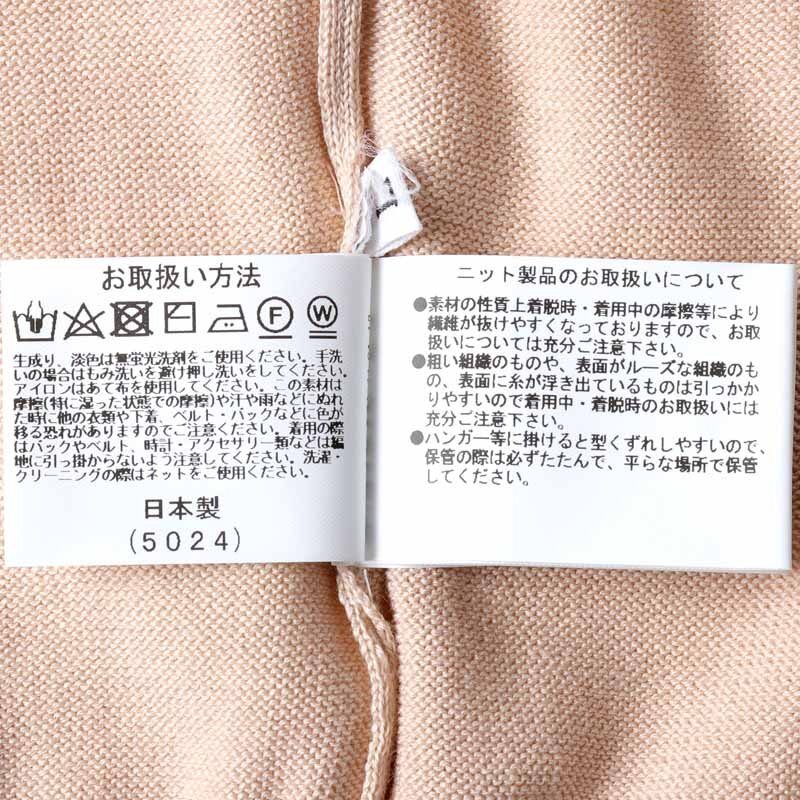 お取扱い方法
F
W
生成り、淡色は無蛍光洗剤をご使用ください。手洗
いの場合はもみ洗いを避け押し洗いをしてください。
アイロンはあて布を使用してください。この素材は
摩擦(特に湿った状態での摩擦)や汗や雨などにぬれ
た時に他の衣類や下着、ベルト・バックなどに色が
移る恐れがありますのでご注意ください。着用の際
はバックやベルト、時計・アクセサリー類などは編
地に引っ掛からないよう注意してください。洗濯・
クリーニングの際はネットをご使用ください。
日本製
(5024)
ニット製品のお取扱いについて
●素材の性質上着脱時・着用中の摩擦等により
繊維が抜けやすくなっておりますので、お取
扱いについては充分ご注意下さい。
●粗い組織のものや、表面がルーズな組織のも
の、表面に糸が浮き出ているものは引っかか
りやすいので着用中・着脱時のお取扱いには
充分ご注意下さい。
●ハンガー等に掛けると型くずれしやすいので、
保管の際は必ずたたんで、平らな場所で保管
してください。